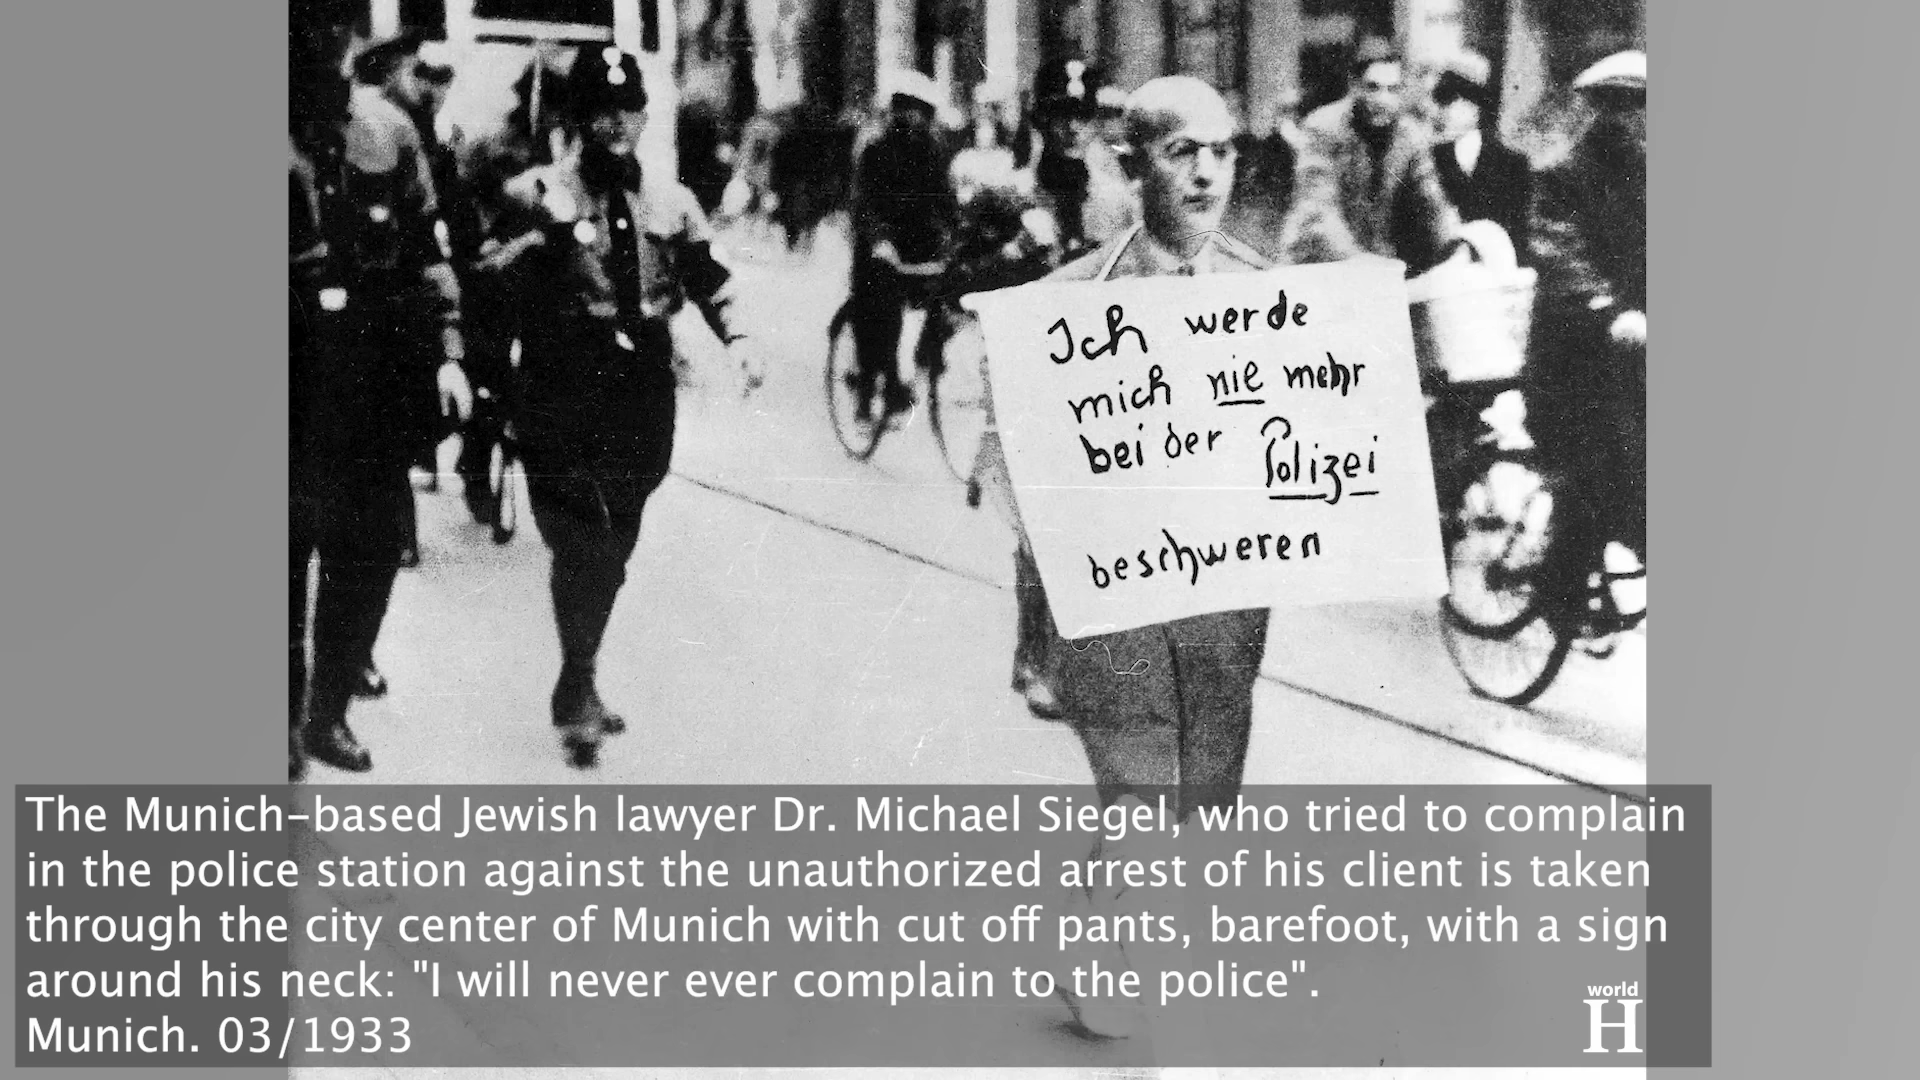 Ich werde
mich nie mehr
bei der Polizei
beschweren
The Munich-based Jewish lawyer Dr. Michael Siegel, who tried to complain
in the police station against the unauthorized arrest of his client is taken
through the city center of Munich with cut off pants, barefoot, with a sign
around his neck: "I will never ever complain to the police".
Munich. 03/1933
world
H